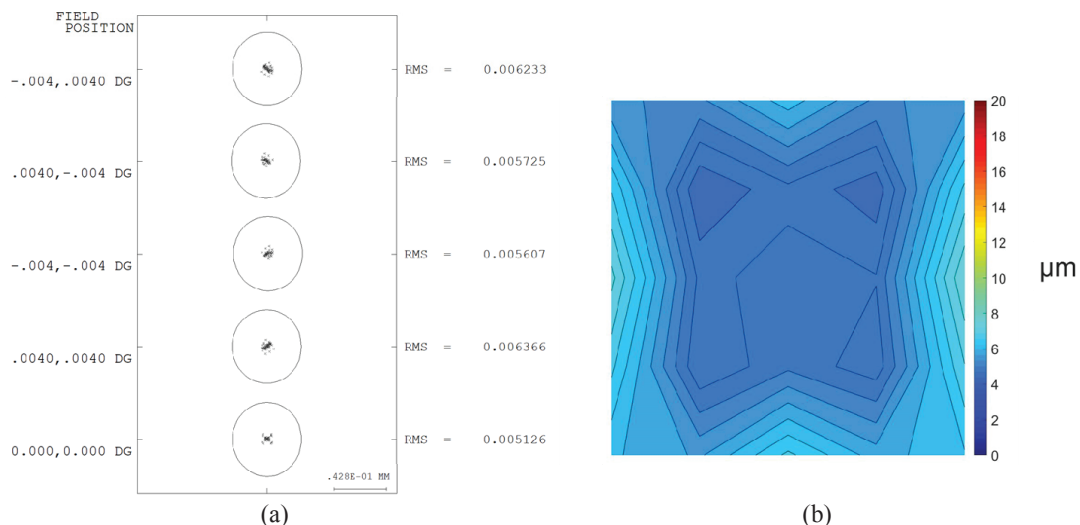 FIELD
POSITION
-.004,.0040 DG
RMS = 0.006233
.0040,-.004 DG
RMS = 0.005725
-.004,-.004 DG
RMS = 0.005607
.0040,.0040 DG
RMS = 0.006366
0.000,0.000 DG
RMS = 0.005126
.428E-01 MM
(a)
20
18
16
14
12
10
8
6
4
2
0
µm
(b)